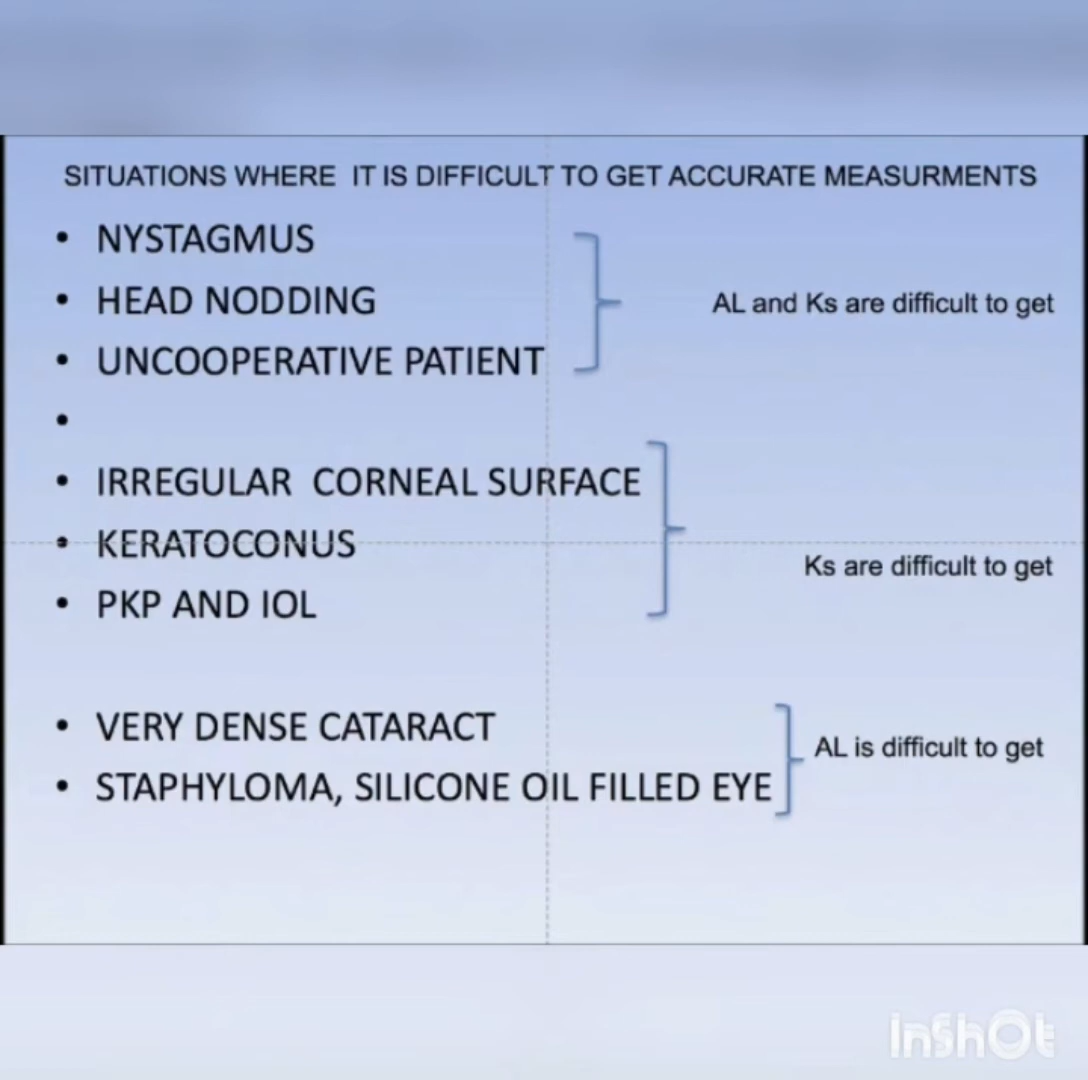 SITUATIONS WHERE IT IS DIFFICULT TO GET ACCURATE MEASURMENTS
• NYSTAGMUS
• HEAD NODDING
• UNCOOPERATIVE PATIENT
AL and Ks are difficult to get
•
• IRREGULAR CORNEAL SURFACE
• KERATOCONUS
• PKP AND IOL
Ks are difficult to get
• VERY DENSE CATARACT
• STAPHYLOMA, SILICONE OIL FILLED EYE
AL is difficult to get
InShOt